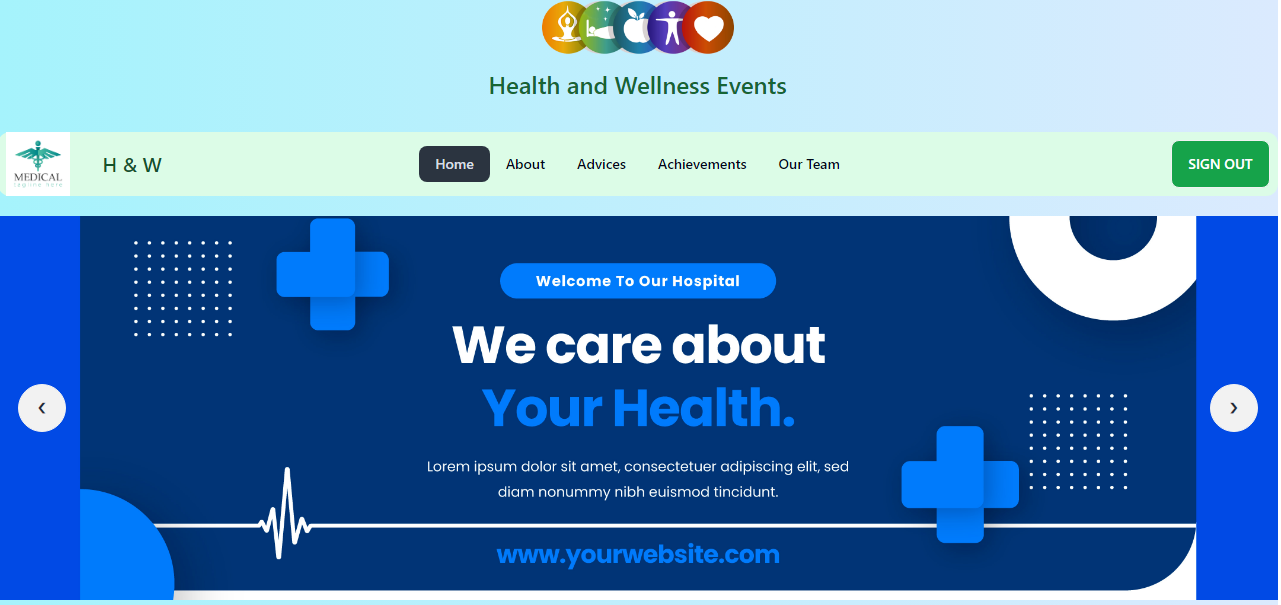 Health and Wellness Events
MEDICAL
tagline here
H & W
Home
About
Advices
Achievements
Our Team
SIGN OUT
Welcome To Our Hospital
We care about
Your Health.
Lorem ipsum dolor sit amet, consectetuer adipiscing elit, sed
diam nonummy nibh euismod tincidunt.
www.yourwebsite.com